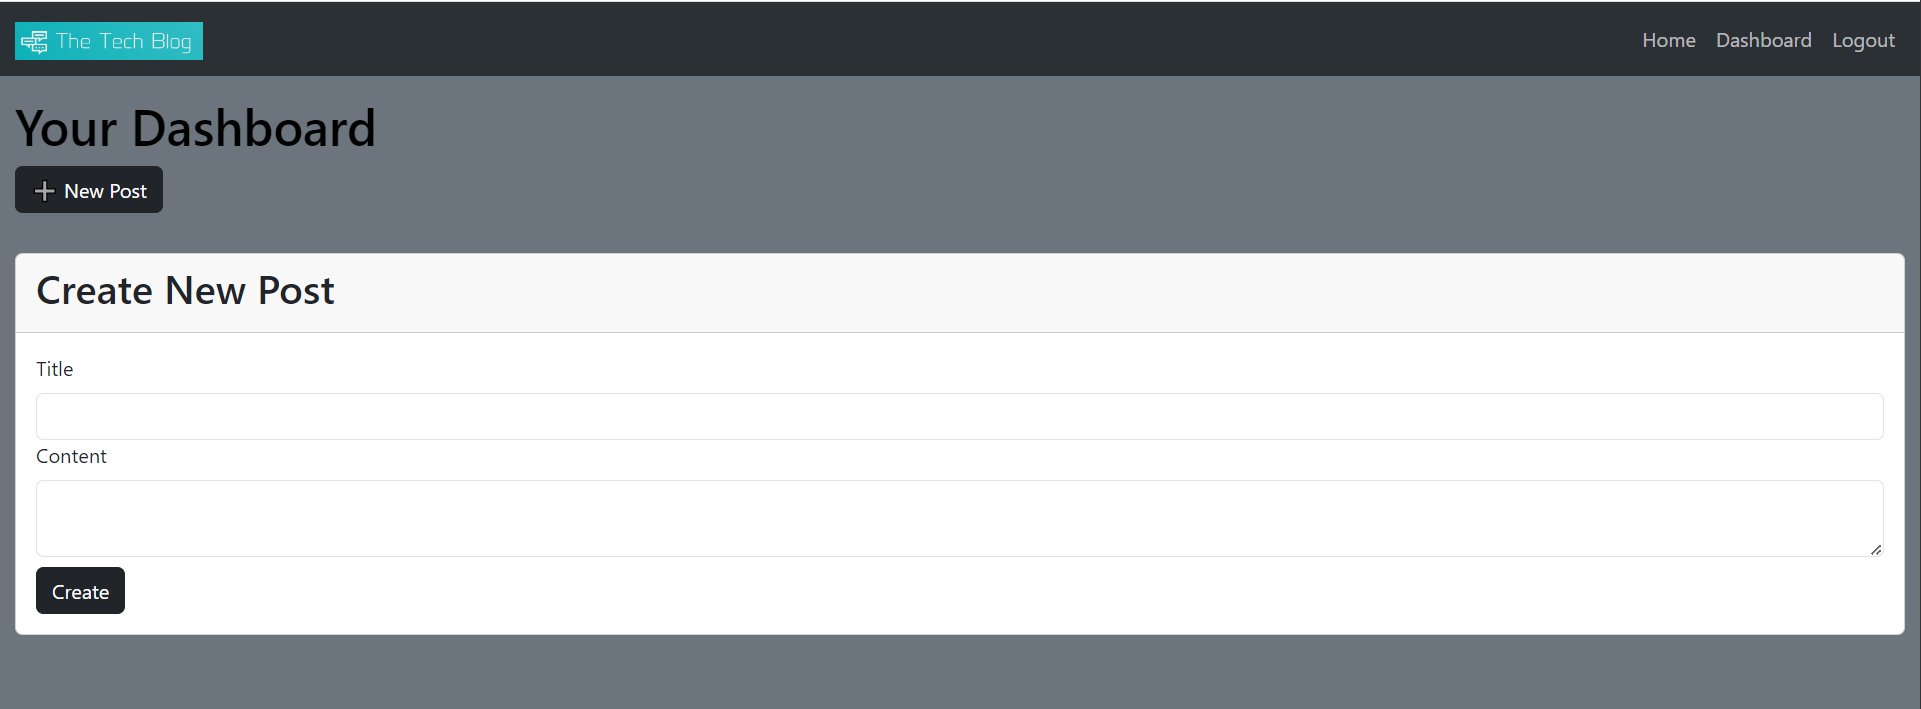 The Tech Blog
Home Dashboard Logout
Your Dashboard
➕ New Post
Create New Post
Title
Content
Create